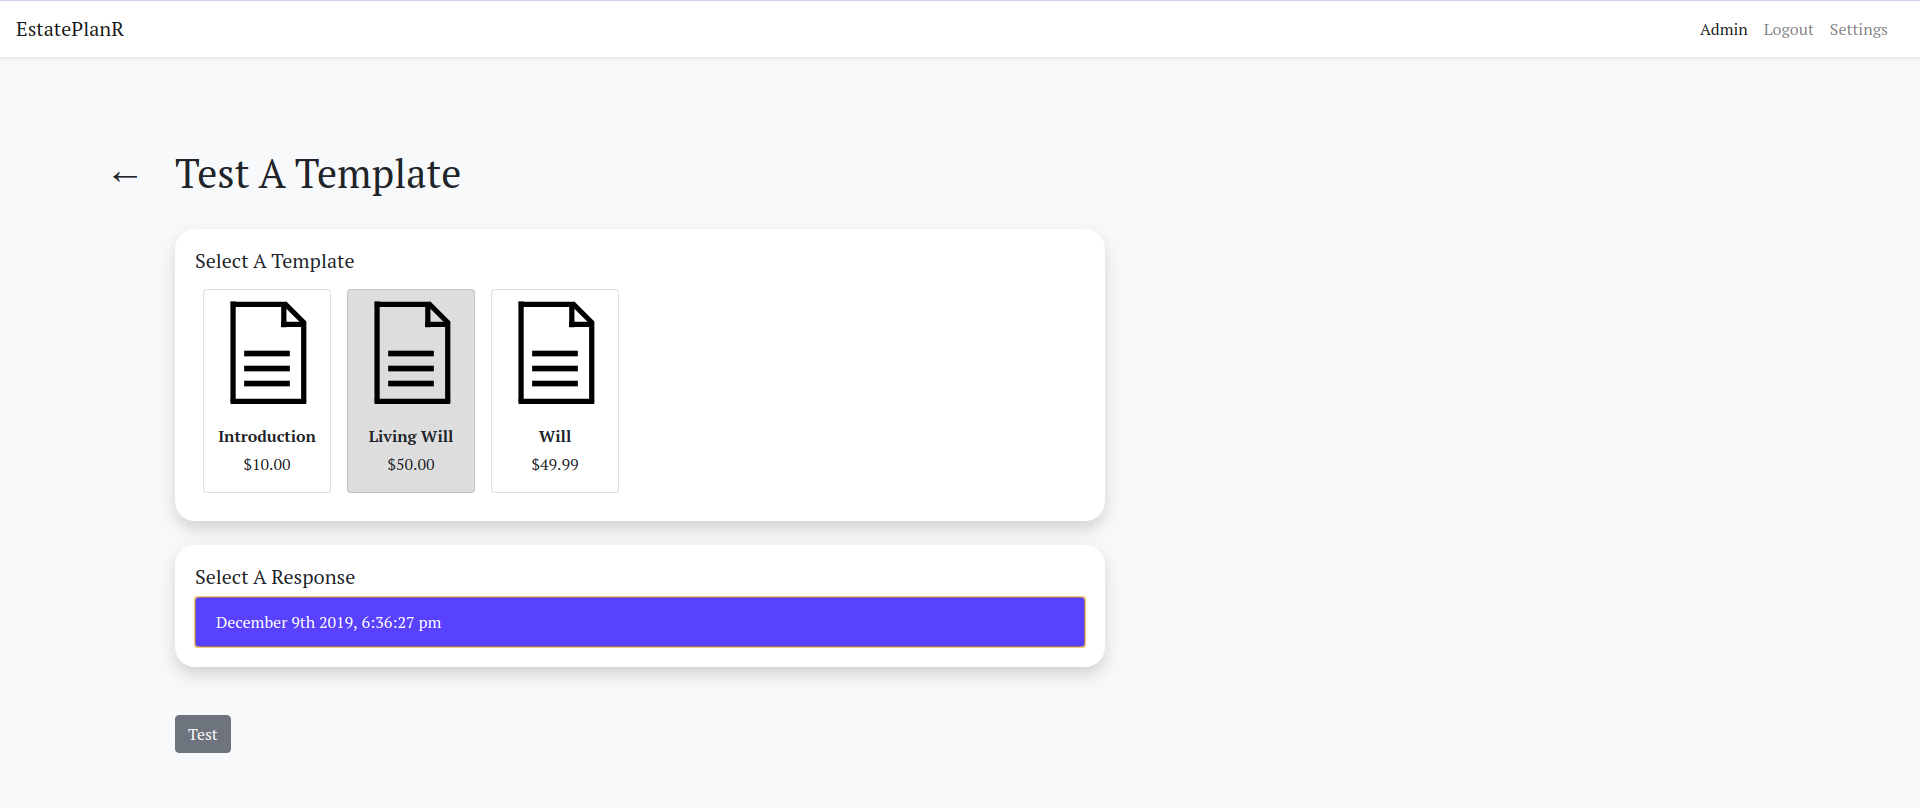 EstatePlanR
Admin Logout Settings
← Test A Template
Select A Template
Introduction
$10.00
Living Will
$50.00
Will
$49.99
Select A Response
December 9th 2019, 6:36:27 pm
Test